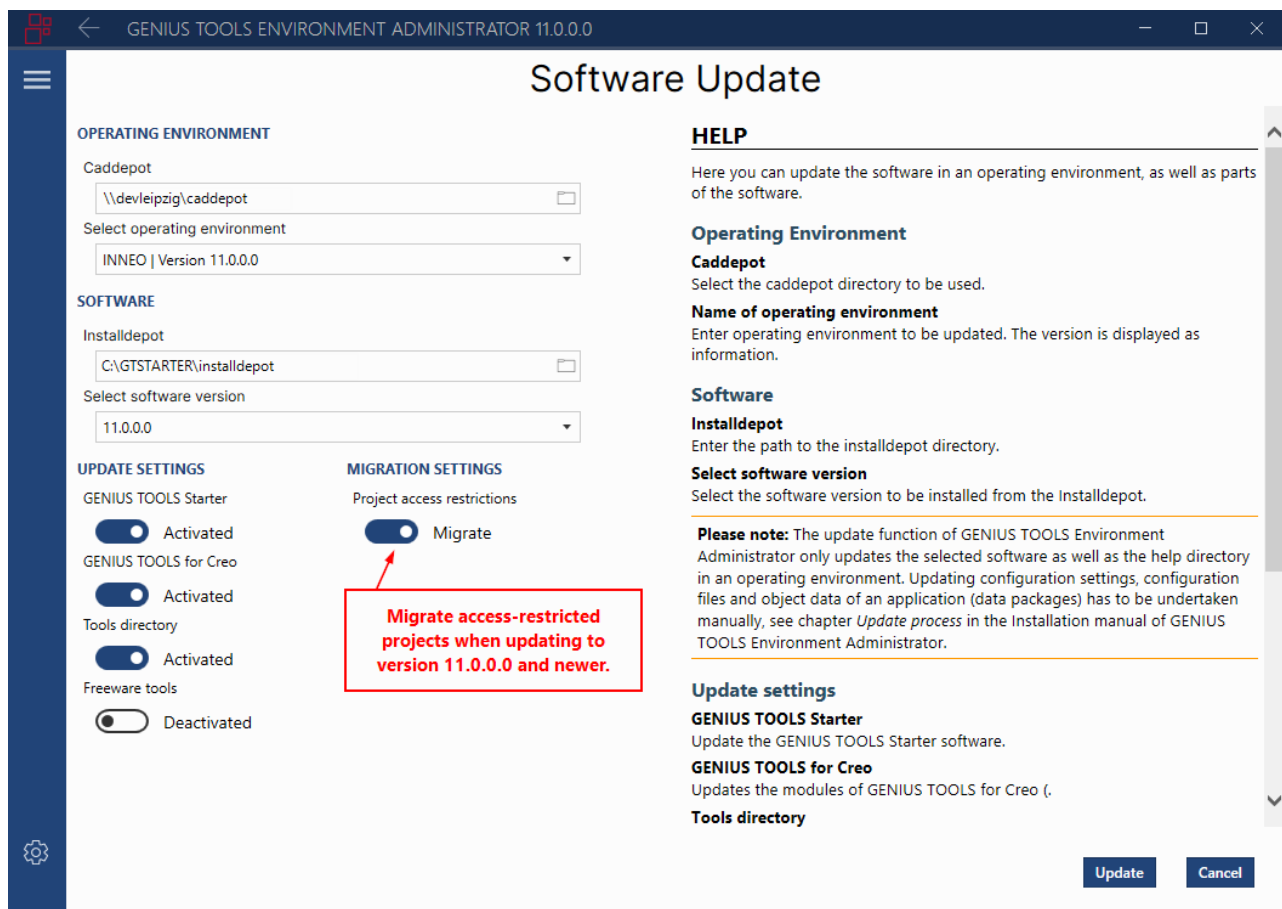 GENIUS TOOLS ENVIRONMENT ADMINISTRATOR 11.0.0.0
Software Update
OPERATING ENVIRONMENT
Caddepot
\\devleipzig\caddepot
Select operating environment
INNEO | Version 11.0.0.0
SOFTWARE
Installdepot
C:\GTSTARTER\installdepot
Select software version
11.0.0.0
UPDATE SETTINGS
GENIUS TOOLS Starter
Activated
GENIUS TOOLS for Creo
Activated
Tools directory
Activated
Freeware tools
Deactivated
MIGRATION SETTINGS
Project access restrictions
Migrate
Migrate access-restricted
projects when updating to
version 11.0.0.0 and newer.
HELP
Here you can update the software in an operating environment, as well as parts
of the software.
Operating Environment
Caddepot
Select the caddepot directory to be used.
Name of operating environment
Enter operating environment to be updated. The version is displayed as
information.
Software
Installdepot
Enter the path to the installdepot directory.
Select software version
Select the software version to be installed from the Installdepot.
Please note: The update function of GENIUS TOOLS Environment
Administrator only updates the selected software as well as the help directory
in an operating environment. Updating configuration settings, configuration
files and object data of an application (data packages) has to be undertaken
manually, see chapter Update process in the Installation manual of GENIUS
TOOLS Environment Administrator.
Update settings
GENIUS TOOLS Starter
Update the GENIUS TOOLS Starter software.
GENIUS TOOLS for Creo
Updates the modules of GENIUS TOOLS for Creo (.
Tools directory
Update
Cancel